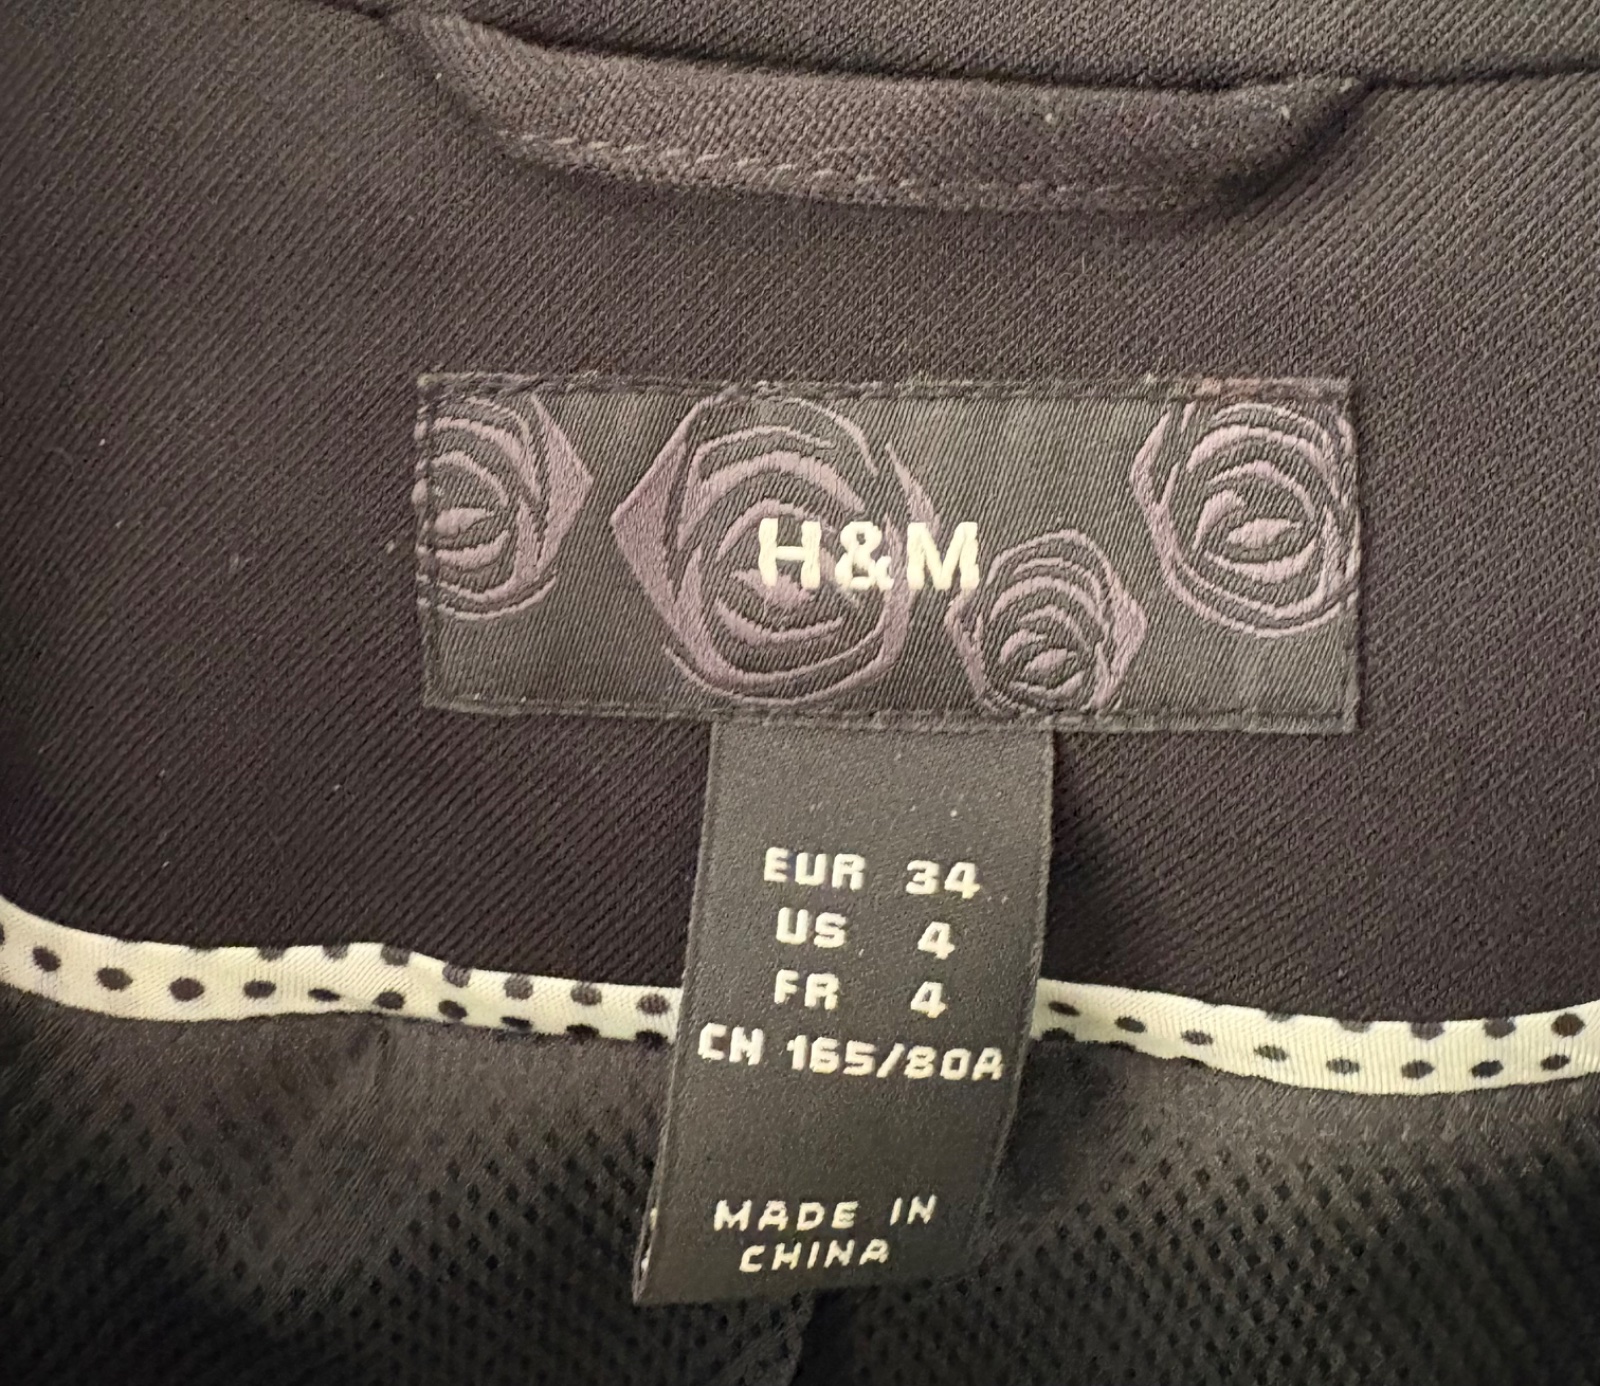 H&M
EUR 34
US 4
FR 4
CN 165/80A
MADE IN
CHINA